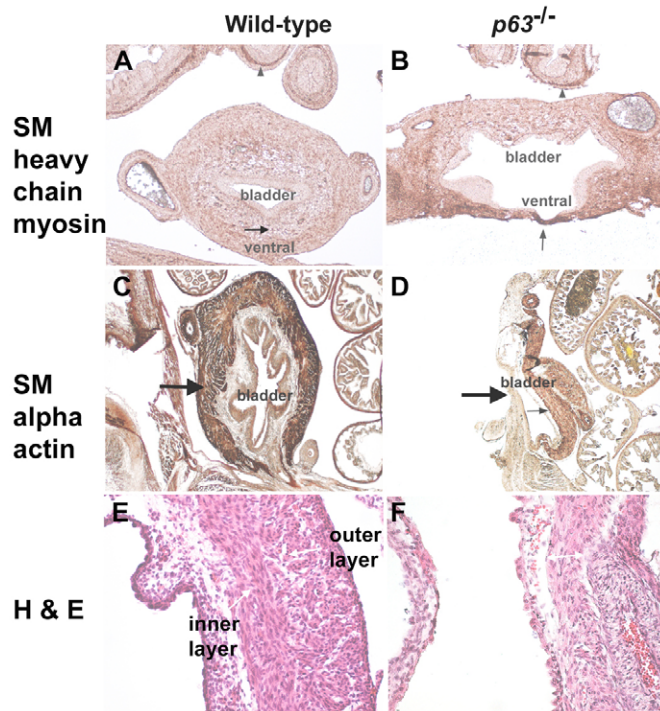 Wild-type
p63-/-
SM
heavy
chain
myosin
A
bladder
ventral
B
bladder
ventral
SM
alpha
actin
C
bladder
D
bladder
H & E
E
outer
layer
inner
layer
F